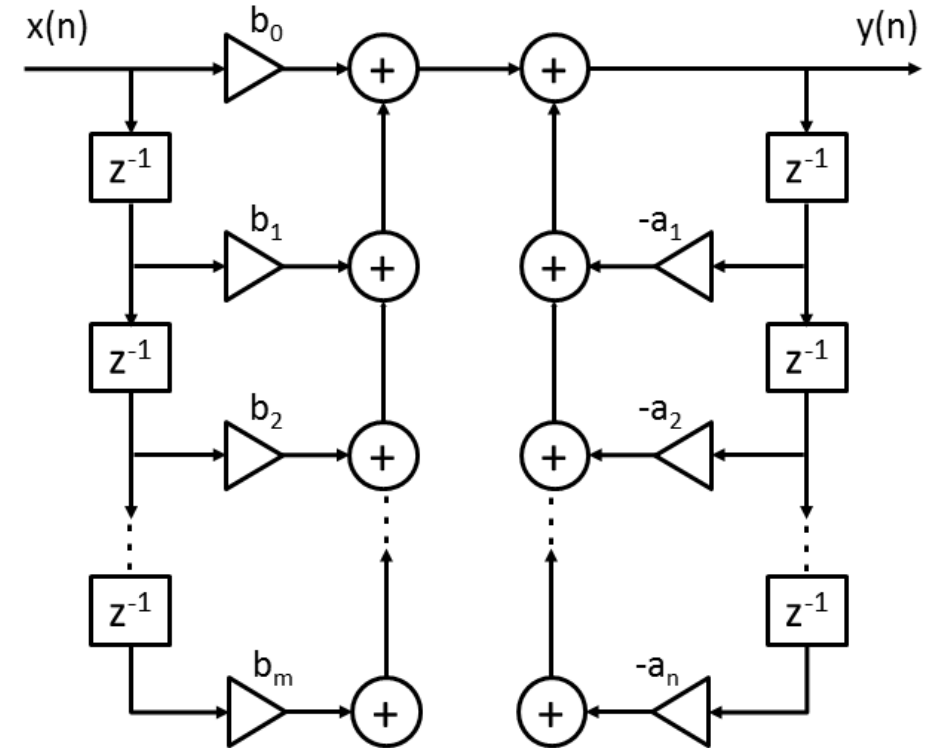 x(n) b₀ y(n)
+ +
z⁻¹ z⁻¹
b₁ -a₁
+ +
z⁻¹ z⁻¹
b₂ -a₂
+ +
z⁻¹ z⁻¹
bₘ -aₙ
+ +